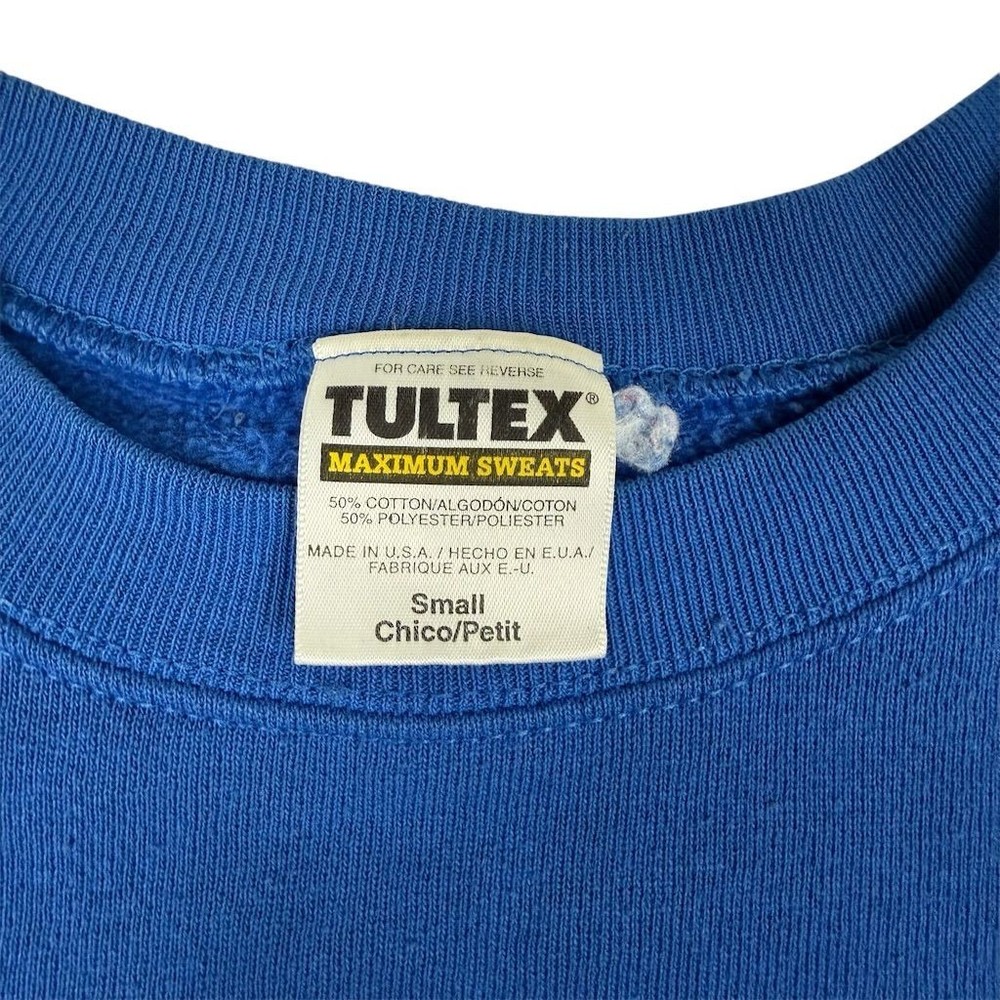 FOR CARE SEE REVERSE
TULTEX®
MAXIMUM SWEATS
50% COTTON/ALGODÓN/COTON
50% POLYESTER/POLIESTER
MADE IN U.S.A. / HECHO EN E.U.A./
FABRIQUE AUX E.-U.
Small
Chico/Petit